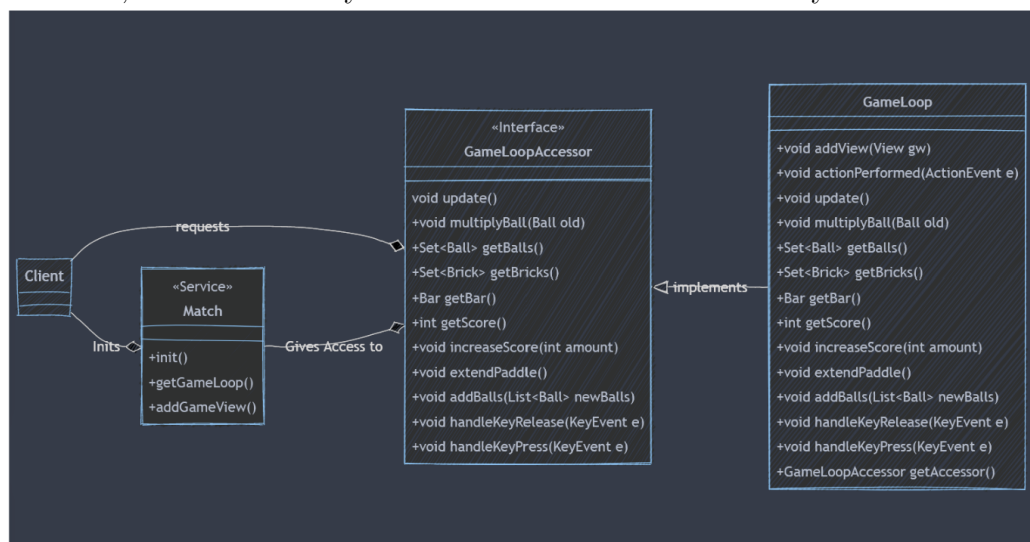 requests
Client
Inits
«Service»
Match
+init()
+getGameLoop()
+addGameView()
Gives Access to
«Interface»
GameLoopAccessor
void update()
+void multiplyBall(Ball old)
+Set<Ball> getBalls()
+Set<Brick> getBricks()
+Bar getBar()
+int getScore()
+void increaseScore(int amount)
+void extendPaddle()
+void addBalls(List<Ball> newBalls)
+void handleKeyRelease(KeyEvent e)
+void handleKeyPress(KeyEvent e)
implements
GameLoop
+void addView(View gw)
+void actionPerformed(ActionEvent e)
+void update()
+void multiplyBall(Ball old)
+Set<Ball> getBalls()
+Set<Brick> getBricks()
+Bar getBar()
+int getScore()
+void increaseScore(int amount)
+void extendPaddle()
+void addBalls(List<Ball> newBalls)
+void handleKeyRelease(KeyEvent e)
+void handleKeyPress(KeyEvent e)
+GameLoopAccessor getAccessor()